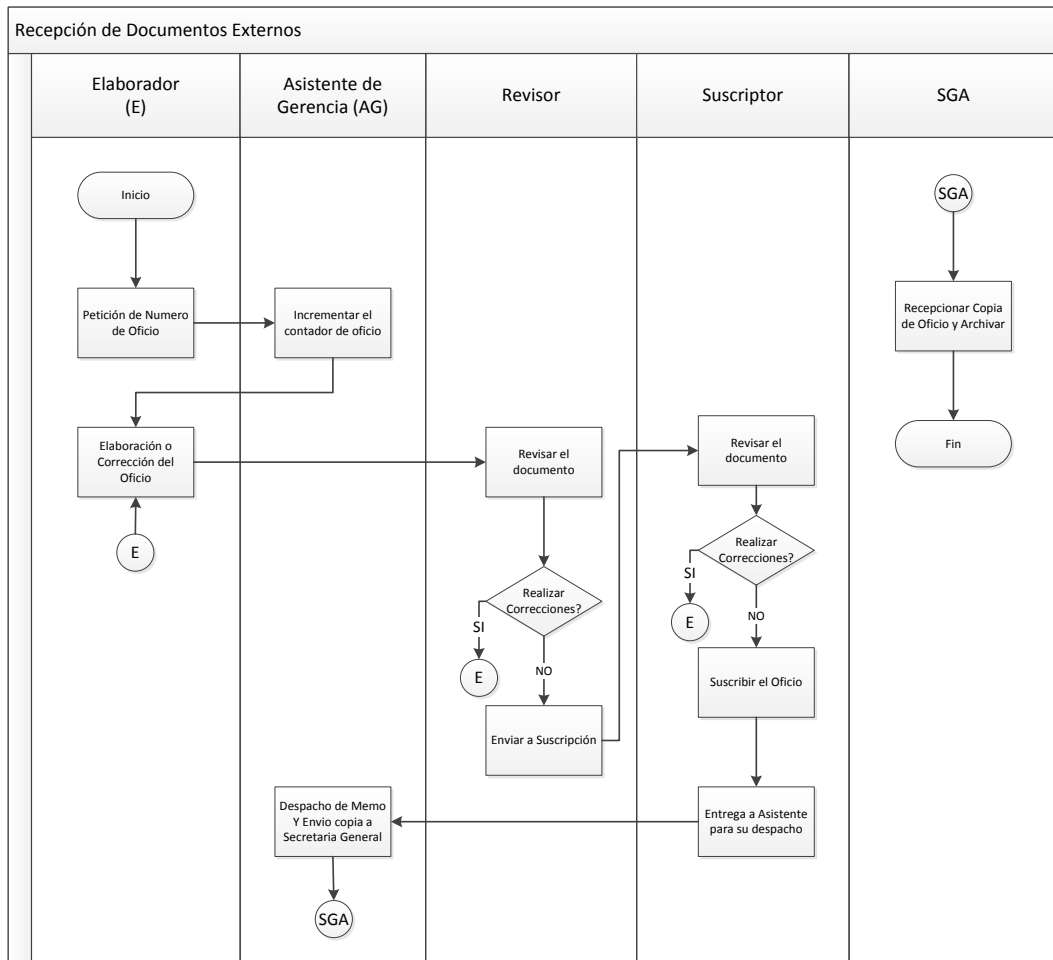 Recepción de Documentos Externos
Elaborador
(E)
Asistente de
Gerencia (AG)
Revisor
Suscriptor
SGA
Inicio
Petición de Numero
de Oficio
Incrementar el
contador de oficio
Elaboración o
Corrección del
Oficio
E
Revisar el
documento
Realizar
Correcciones?
SI
E
NO
Enviar a Suscripción
Revisar el
documento
Realizar
Correcciones?
SI
E
NO
Suscribir el Oficio
Entrega a Asistente
para su despacho
Despacho de Memo
Y Envio copia a
Secretaria General
SGA
SGA
Recepcionar Copia
de Oficio y Archivar
Fin